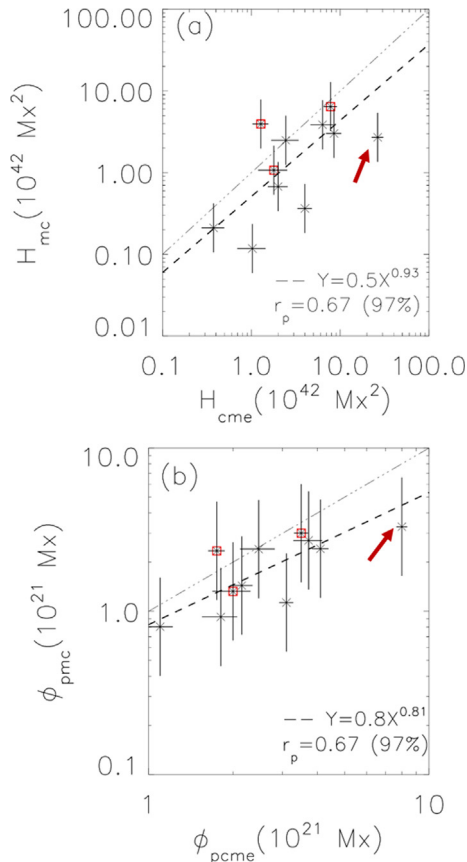 (a)
100.00
10.00
1.00
0.10
0.01
H_mc (10^42 Mx^2)
Y=0.5X^0.93
r_p=0.67 (97%)
0.1 1.0 10.0 100.0
H_cme(10^42 Mx^2)
(b)
10.0
1.0
0.1
ϕ_pmc (10^21 Mx)
Y=0.8X^0.81
r_p=0.67 (97%)
1 10
ϕ_pcme (10^21 Mx)